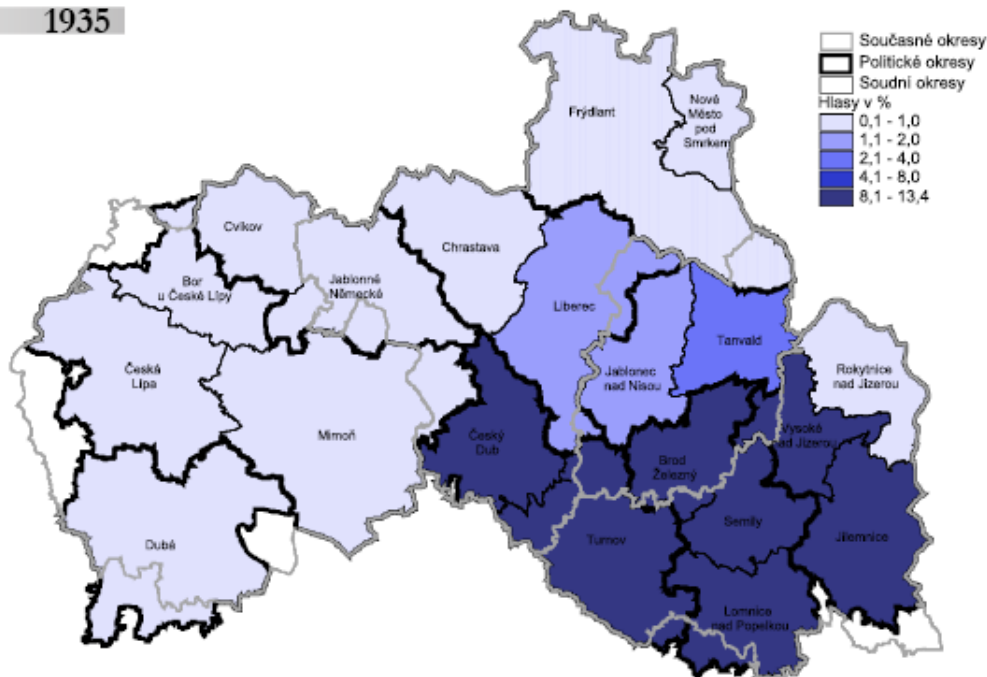 1935
Současné okresy
Politické okresy
Soudní okresy
Hlasy v %
0,1 - 1,0
1,1 - 2,0
2,1 - 4,0
4,1 - 8,0
8,1 - 13,4
Frýdlant
Nové
Město
pod
Smrkem
Cvikov
Chrastava
Bor
u České Lípy
Jablonné
Německé
Liberec
Tanvald
Česká
Lípa
Jablonec
nad Nisou
Rokytnice
nad Jizerou
Mimoň
Český
Dub
Vysoké
nad Jizerou
Brod
Železný
Dubá
Turnov
Semily
Jilemnice
Lomnice
nad Popelkou